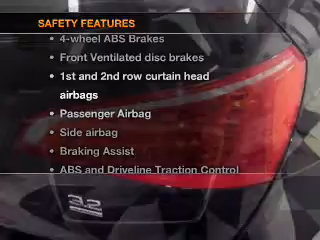 SAFETY FEATURES
• 4-wheel ABS Brakes
• Front Ventilated disc brakes
• 1st and 2nd row curtain head
airbags
• Passenger Airbag
• Side airbag
• Braking Assist
• ABS and Driveline Traction Control
3.2